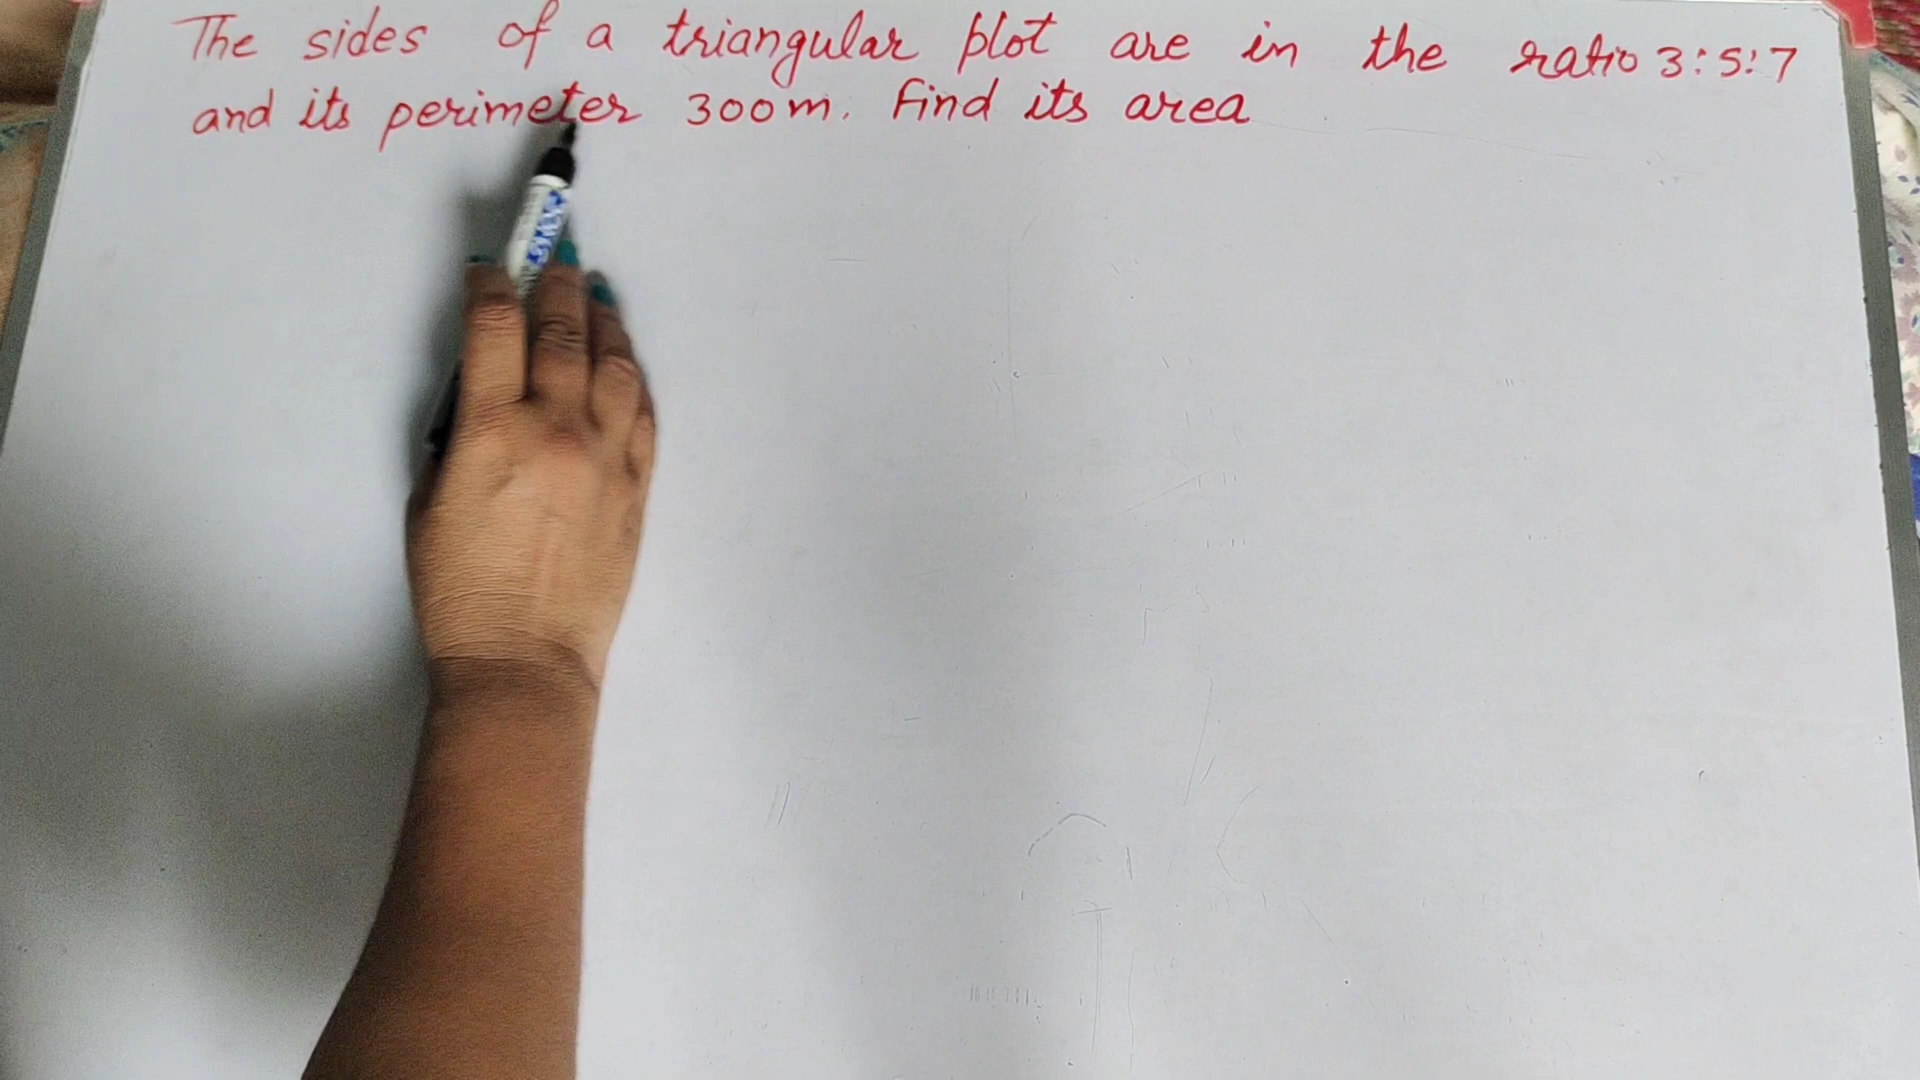 The sides of a triangular plot are in the ratio 3:5:7
and its perimeter 300m. Find its area